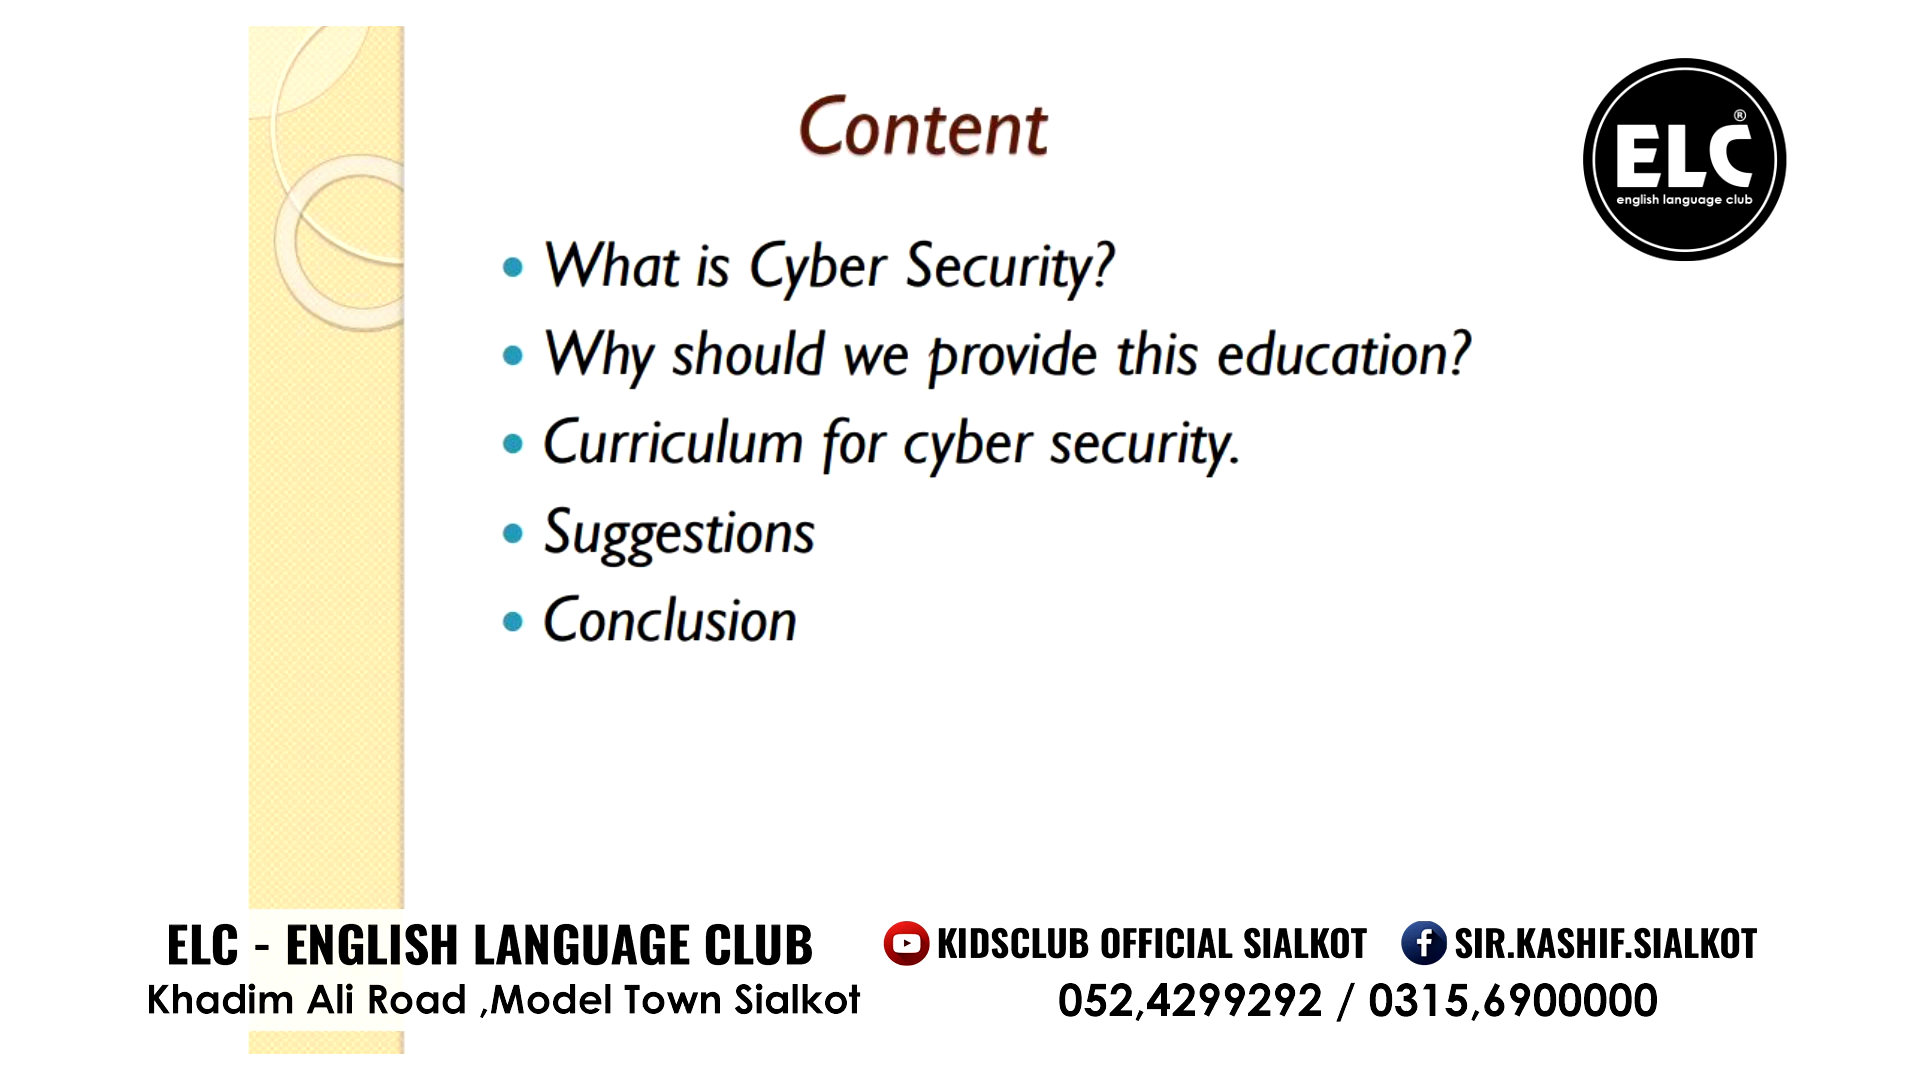 Content
ELC®
english language club
• What is Cyber Security?
• Why should we provide this education?
• Curriculum for cyber security.
• Suggestions
• Conclusion
ELC - ENGLISH LANGUAGE CLUB
Khadim Ali Road ,Model Town Sialkot
KIDSCLUB OFFICIAL SIALKOT
SIR.KASHIF.SIALKOT
052,4299292 / 0315,6900000